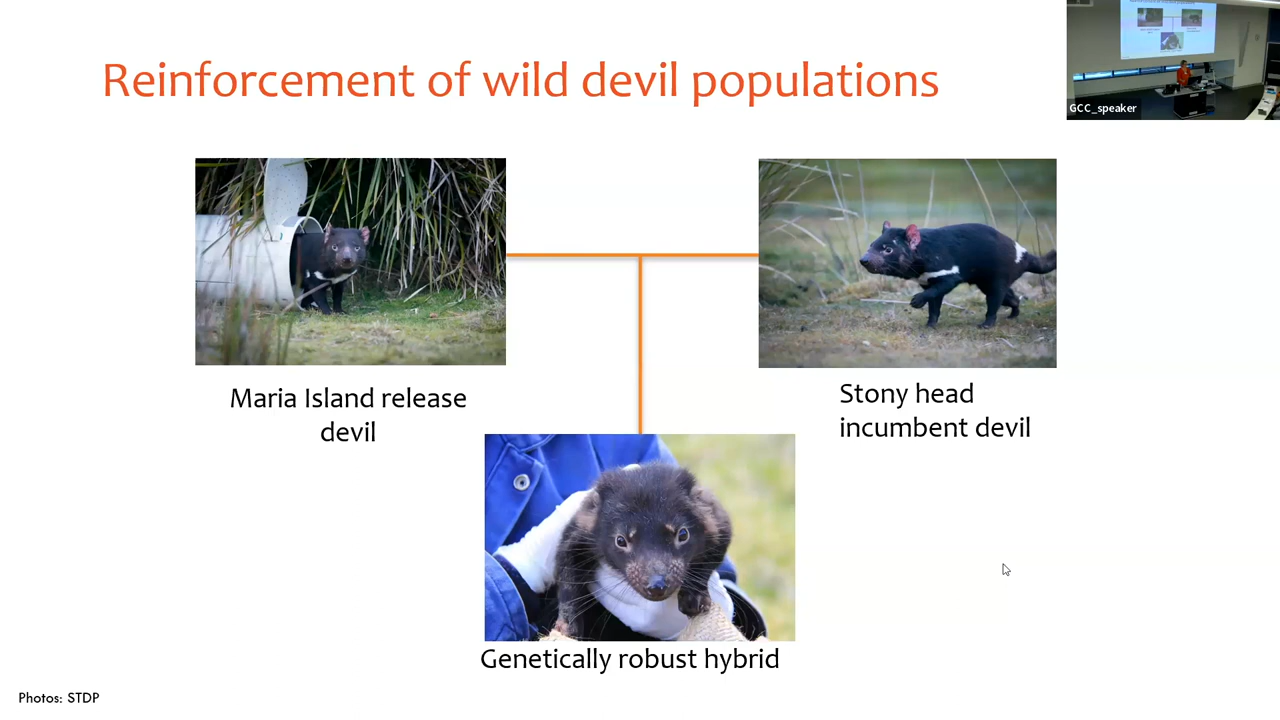 Reinforcement of wild devil populations
GCC_speaker
Maria Island release
devil
Stony head
incumbent devil
Genetically robust hybrid
Photos: STDP